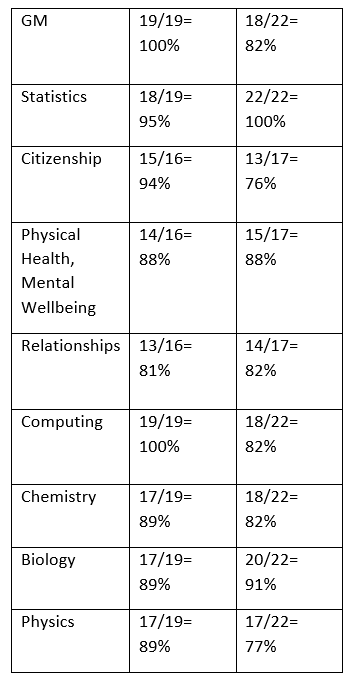 GM 19/19= 18/22=
100% 82%
Statistics 18/19= 22/22=
95% 100%
Citizenship 15/16= 13/17=
94% 76%
Physical 14/16= 15/17=
Health, 88% 88%
Mental
Wellbeing
Relationships 13/16= 14/17=
81% 82%
Computing 19/19= 18/22=
100% 82%
Chemistry 17/19= 18/22=
89% 82%
Biology 17/19= 20/22=
89% 91%
Physics 17/19= 17/22=
89% 77%